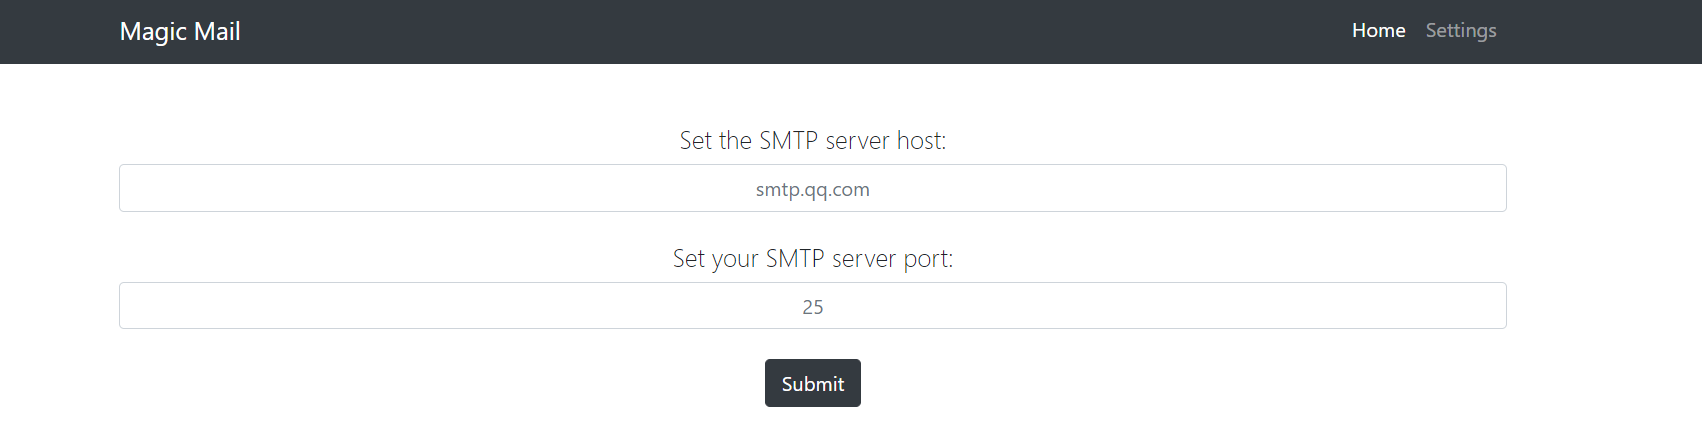 Magic Mail Home Settings
Set the SMTP server host:
smtp.qq.com
Set your SMTP server port:
25
Submit